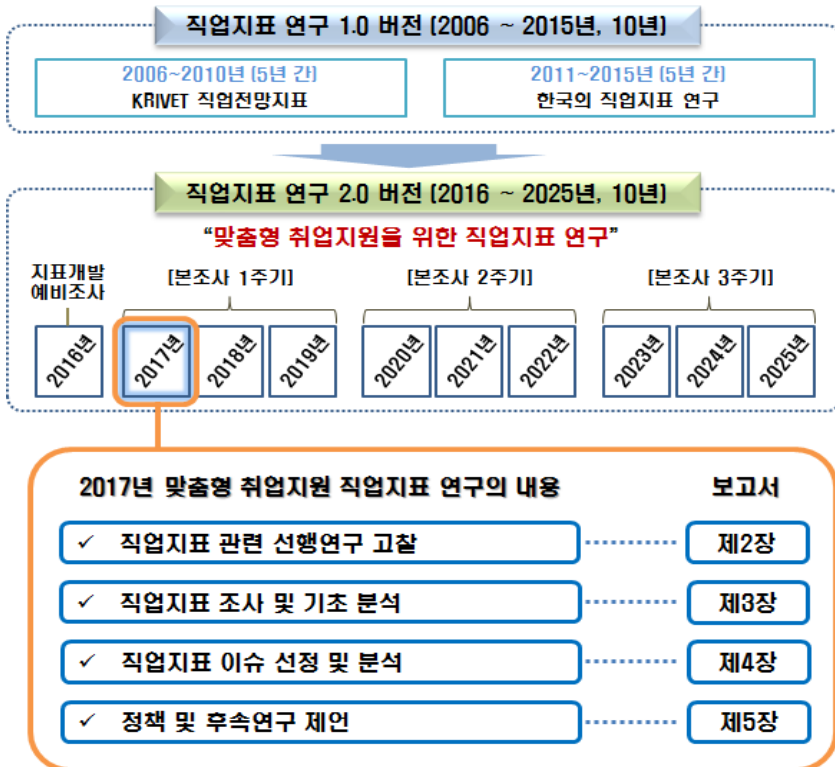 직업지표 연구 1.0 버전 (2006 ~ 2015년, 10년)
2006~2010년 (5년 간)
KRIVET 직업전망지표
2011~2015년 (5년 간)
한국의 직업지표 연구
직업지표 연구 2.0 버전 (2016 ~ 2025년, 10년)
“맞춤형 취업지원을 위한 직업지표 연구”
지표개발
예비조사
[본조사 1주기]
[본조사 2주기]
[본조사 3주기]
2016년
2017년
2018년
2019년
2020년
2021년
2022년
2023년
2024년
2025년
2017년 맞춤형 취업지원 직업지표 연구의 내용
보고서
✓ 직업지표 관련 선행연구 고찰
제2장
✓ 직업지표 조사 및 기초 분석
제3장
✓ 직업지표 이슈 선정 및 분석
제4장
✓ 정책 및 후속연구 제언
제5장